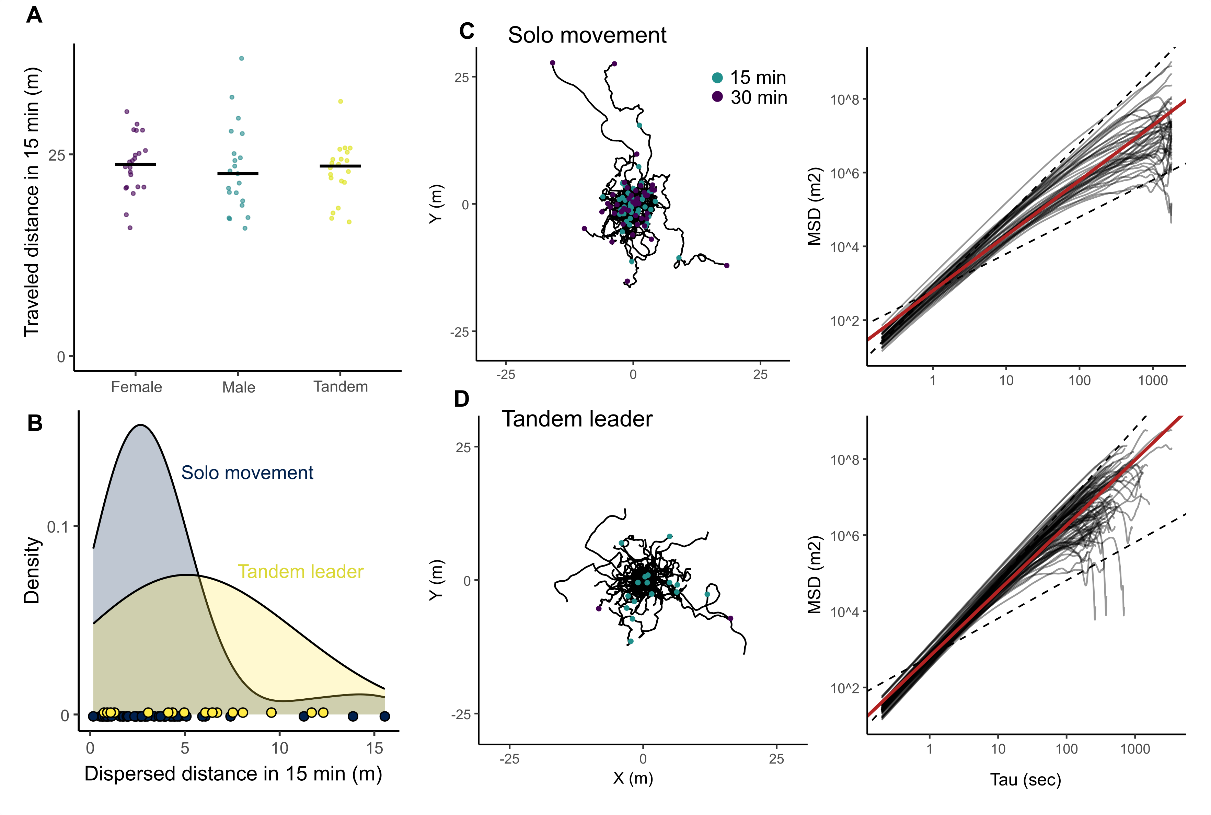 A
Traveled distance in 15 min (m)
25
0
Female
Male
Tandem
B
Solo movement
Tandem leader
Density
0.1
0
0
5
10
15
Dispersed distance in 15 min (m)
C
Solo movement
15 min
30 min
Y (m)
25
0
-25
-25
0
25
MSD (m2)
10^8
10^6
10^4
10^2
1
10
100
1000
D
Tandem leader
Y (m)
25
0
-25
-25
0
25
X (m)
MSD (m2)
10^8
10^6
10^4
10^2
1
10
100
1000
Tau (sec)